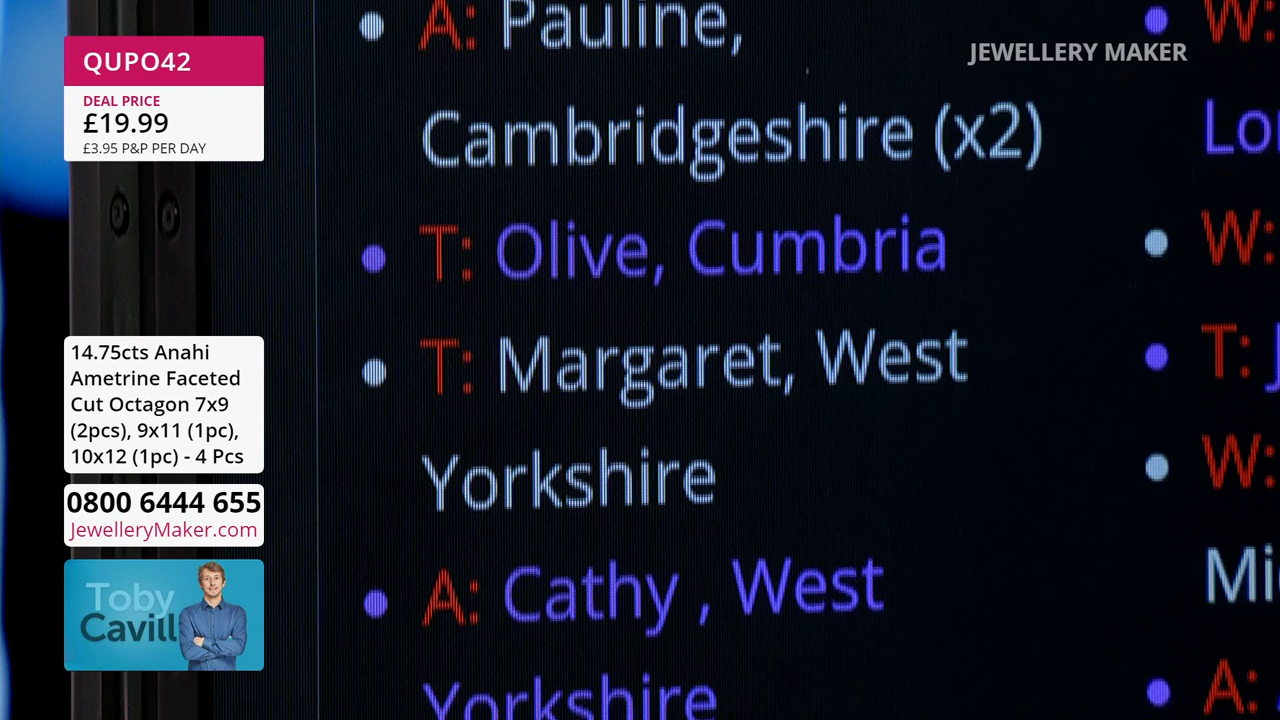 QUPO42
DEAL PRICE
£19.99
£3.95 P&P PER DAY
14.75cts Anahi
Ametrine Faceted
Cut Octagon 7x9
(2pcs), 9x11 (1pc),
10x12 (1pc) - 4 Pcs
0800 6444 655
JewelleryMaker.com
Toby
Cavill
JEWELLERY MAKER
• A: Pauline,
Cambridgeshire (x2)
• T: Olive, Cumbria
• T: Margaret, West
Yorkshire
• A: Cathy , West
Yorkshire
• W:
• W:
• T:
• W:
• A: